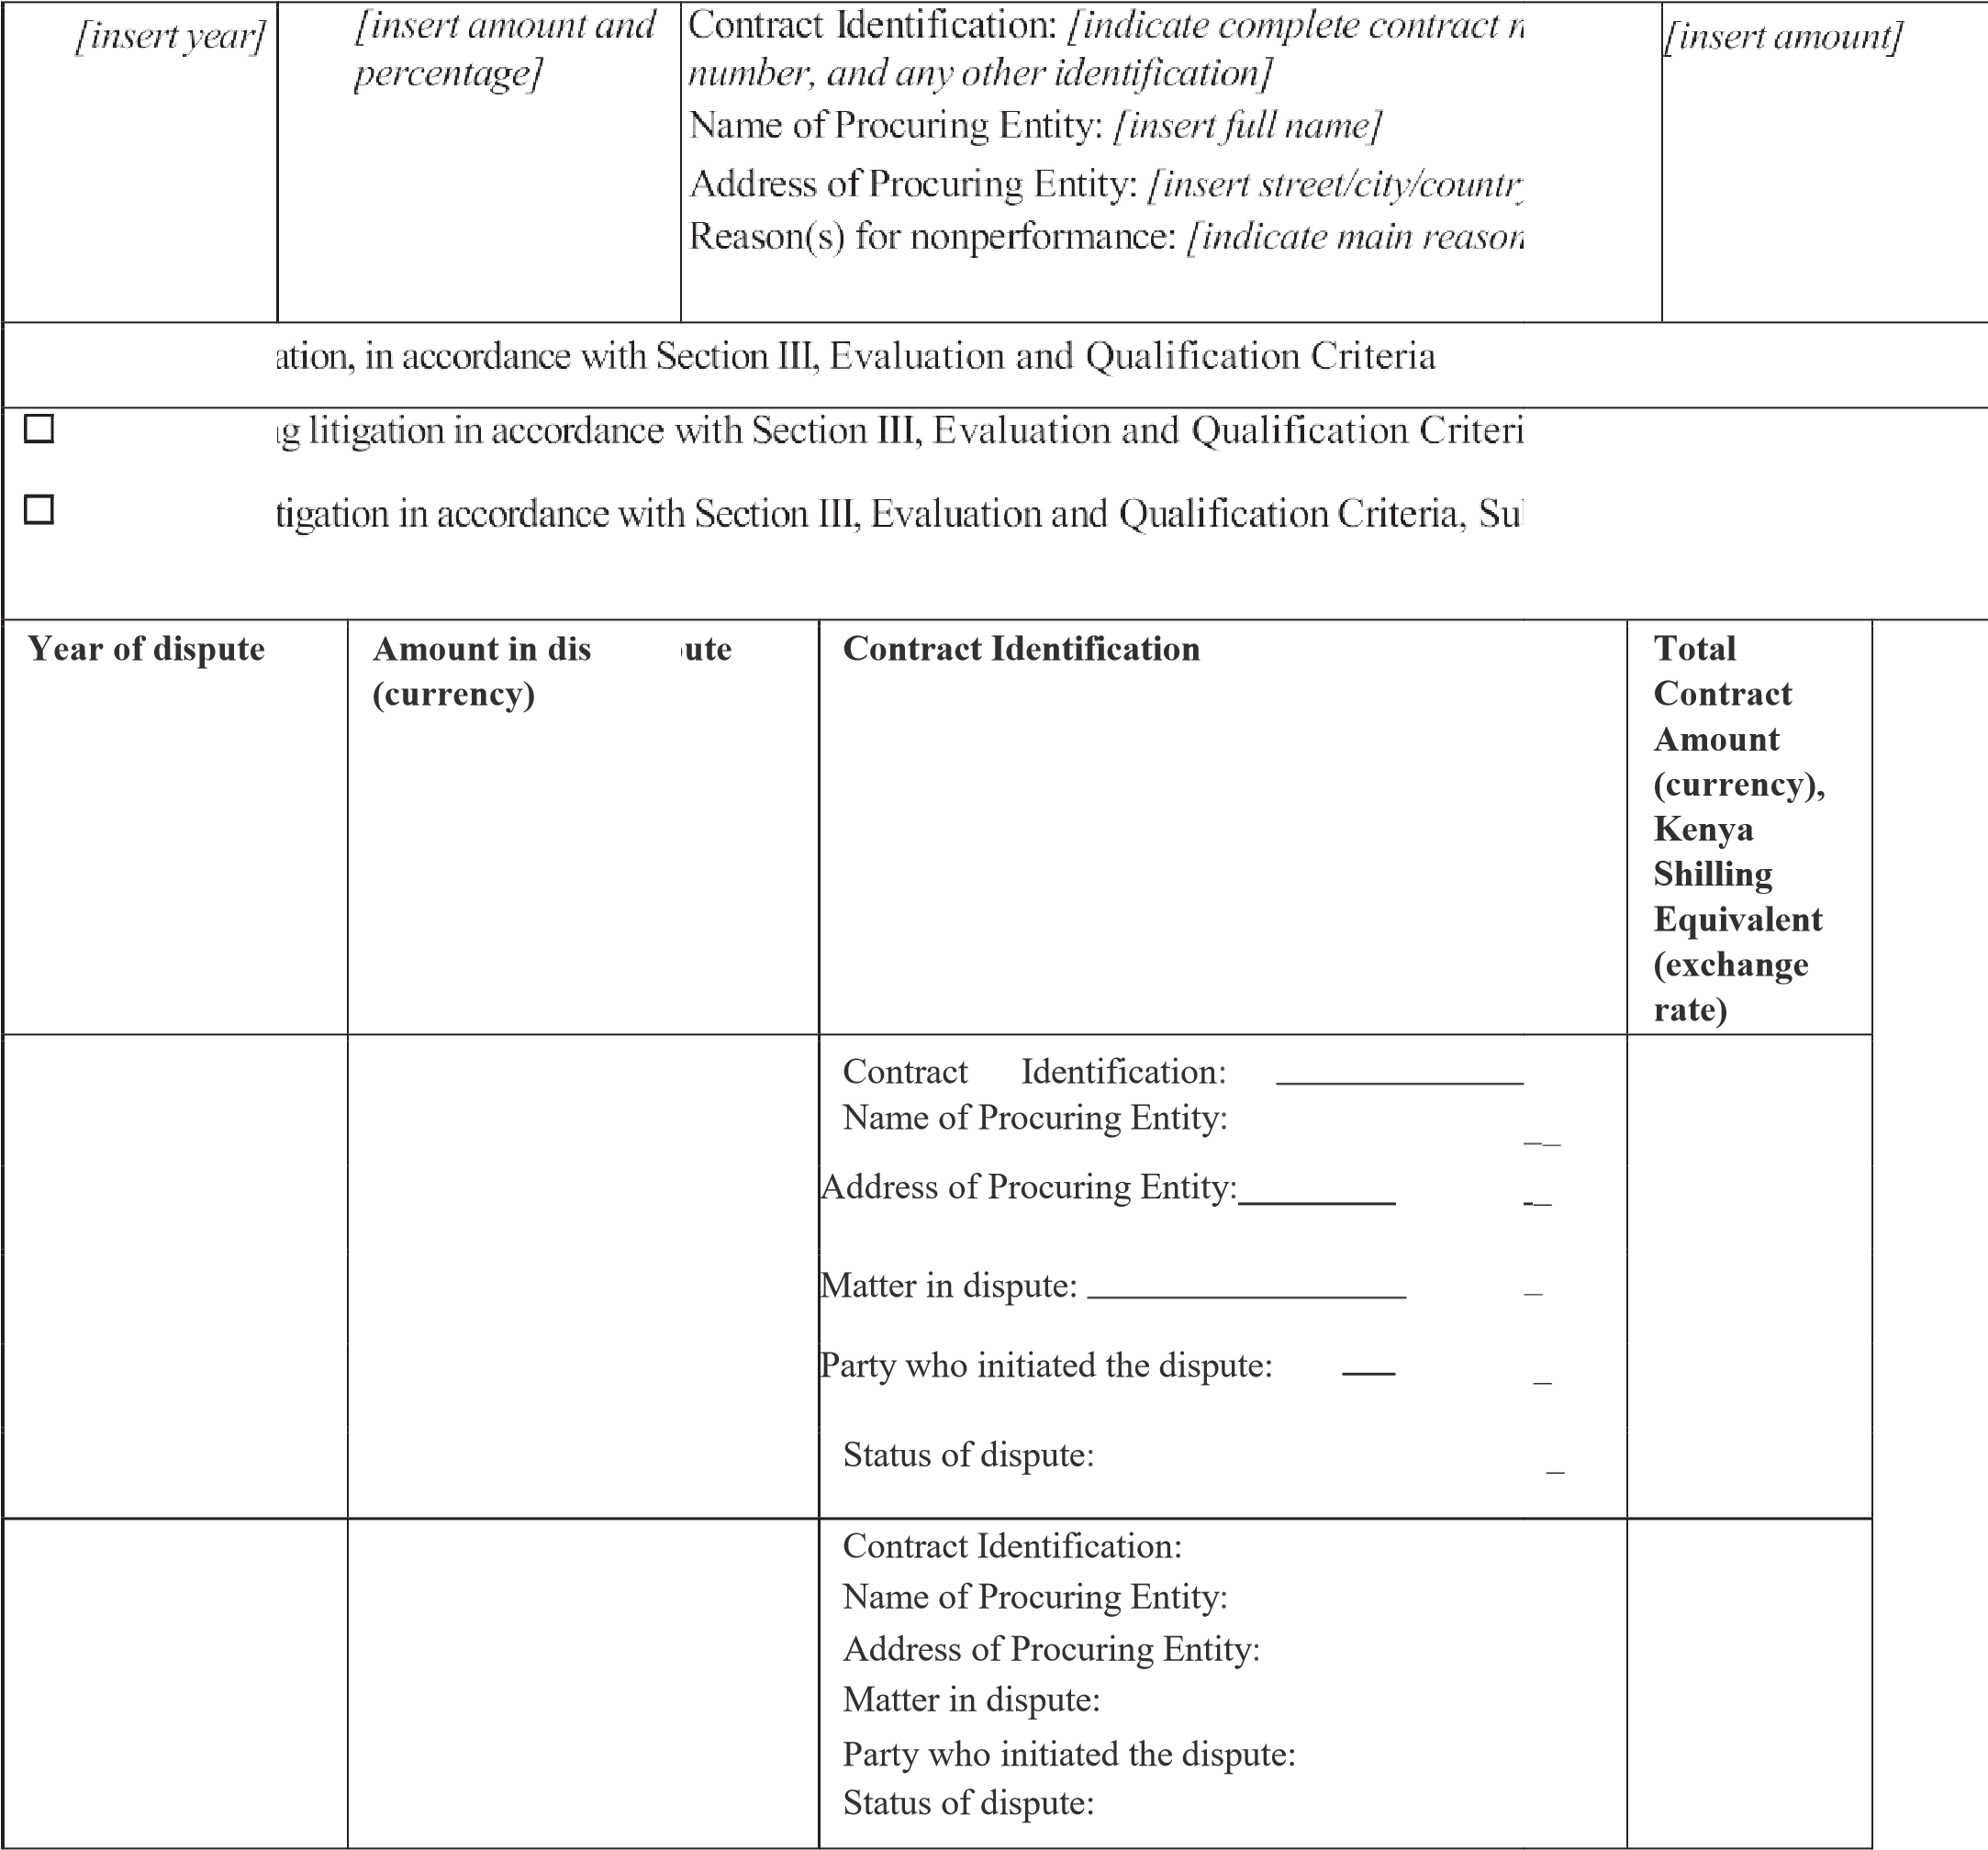 [insert year]
[insert amount and
percentage]
Contract Identification: [indicate complete contract
number, and any other identification]
Name of Procuring Entity: [insert full name]
Address of Procuring Entity: [insert street/city/country
Reason(s) for nonperformance: [indicate main reason
[insert amount]
ation, in accordance with Section III, Evaluation and Qualification Criteria
☐ g litigation in accordance with Section III, Evaluation and Qualification Criteri
☐ tigation in accordance with Section III, Evaluation and Qualification Criteria, Su
Year of dispute
Amount in dis ute
(currency)
Contract Identification
Total
Contract
Amount
(currency),
Kenya
Shilling
Equivalent
(exchange
rate)
Contract Identification: ____________
Name of Procuring Entity: __
Address of Procuring Entity:________ -_
Matter in dispute: ________________ _
Party who initiated the dispute: ___ _
Status of dispute: _
Contract Identification:
Name of Procuring Entity:
Address of Procuring Entity:
Matter in dispute:
Party who initiated the dispute:
Status of dispute: